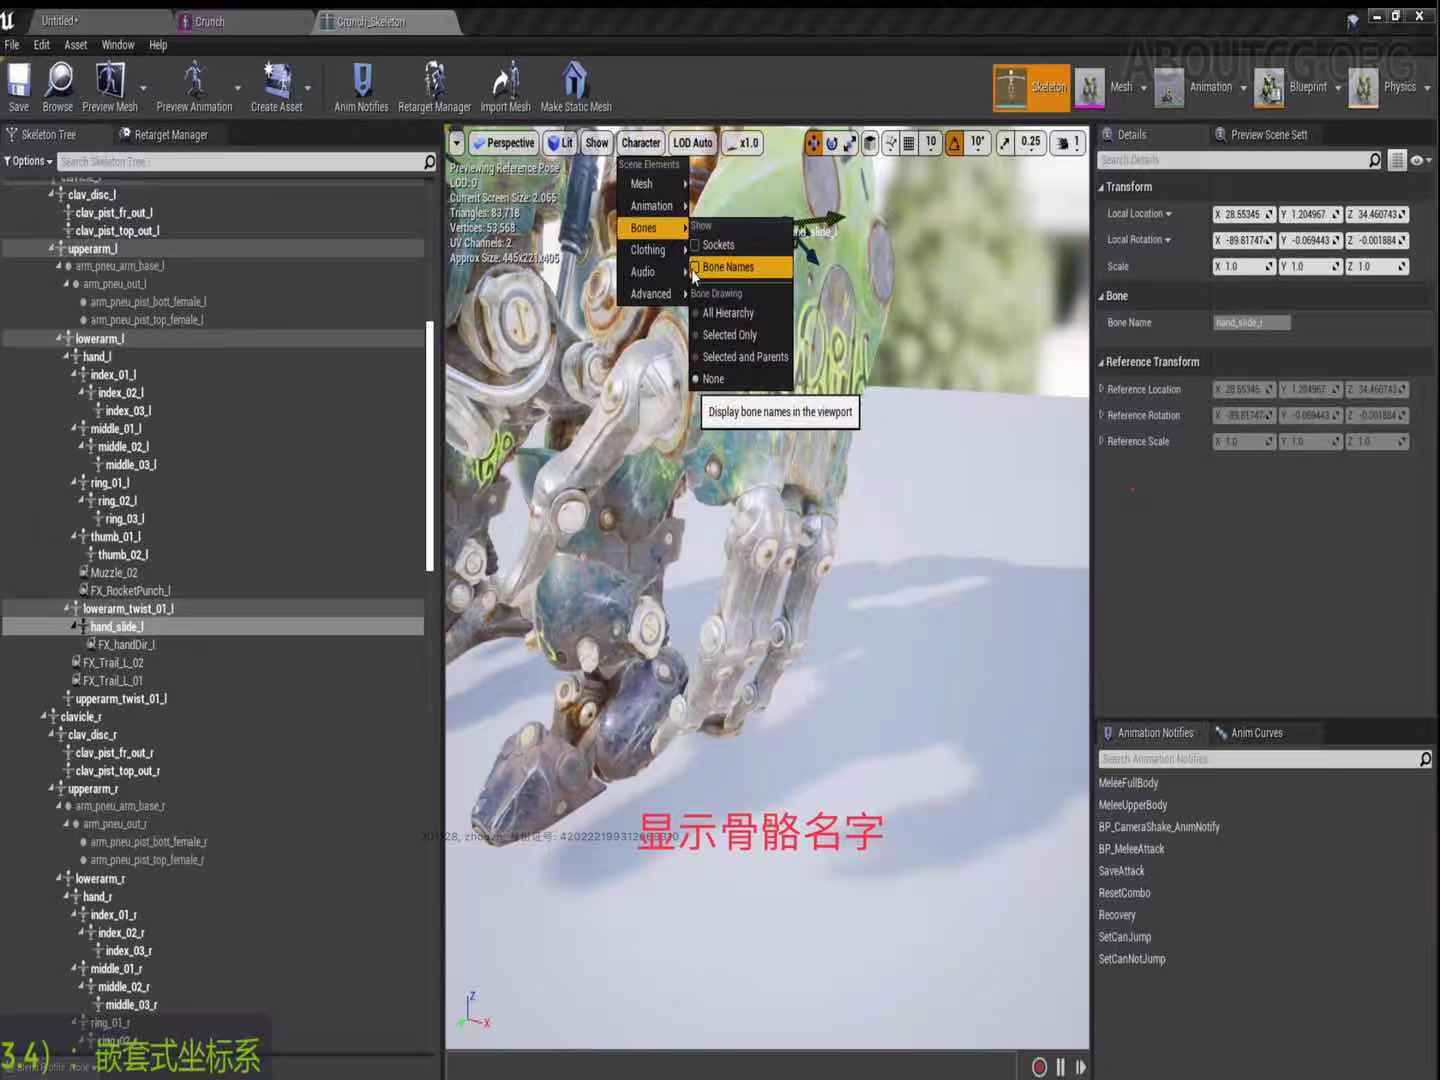 Untitled*
Crunch
Crunch_Skeleton
File Edit Asset Window Help
ABOUTCG.ORG
Save
Browse
Preview Mesh
Preview Animation
Create Asset
Anim Notifies
Retarget Manager
Import Mesh
Make Static Mesh
Skeleton
Mesh
Animation
Blueprint
Physics
Skeleton Tree
Retarget Manager
Options
Search Skeleton Tree
clav_disc_l
clav_pist_fr_out_l
clav_pist_top_out_l
upperarm_l
arm_pneu_arm_base_l
arm_pneu_out_l
arm_pneu_pist_bott_female_l
arm_pneu_pist_top_female_l
lowerarm_l
hand_l
index_01_l
index_02_l
index_03_l
middle_01_l
middle_02_l
middle_03_l
ring_01_l
ring_02_l
ring_03_l
thumb_01_l
thumb_02_l
Muzzle_02
FX_RocketPunch_l
lowerarm_twist_01_l
hand_slide_l
FX_handDir_l
FX_Trail_L_02
FX_Trail_L_01
upperarm_twist_01_l
clavicle_r
clav_disc_r
clav_pist_fr_out_r
clav_pist_top_out_r
upperarm_r
arm_pneu_arm_base_r
arm_pneu_out_r
arm_pneu_pist_bott_female_r
arm_pneu_pist_top_female_r
lowerarm_r
hand_r
index_01_r
index_02_r
index_03_r
middle_01_r
middle_02_r
middle_03_r
ring_01_r
3.4）： 嵌套式坐标系
Perspective
Lit
Show
Character
LOD Auto
x1.0
10
10°
0.25
1
Previewing Reference Pose
LOD: 0
Current Screen Size: 2.065
Triangles: 83,718
Vertices: 53,568
UV Channels: 2
Approx Size: 445x221x405
Scene Elements
Mesh
Animation
Bones
Clothing
Audio
Advanced
Show
Sockets
Bone Names
Bone Drawing
All Hierarchy
Selected Only
Selected and Parents
None
Display bone names in the viewport
显示骨骼名字
Z
X
Details
Preview Scene Sett
Search Details
Transform
Local Location X 28.55345 Y 1.204967 Z 34.460743
Local Rotation X -89.81747 Y -0.069443 Z -0.001884
Scale X 1.0 Y 1.0 Z 1.0
Bone
Bone Name hand_slide_r
Reference Transform
Reference Location X 28.55345 Y 1.204967 Z 34.460743
Reference Rotation X -89.81747 Y -0.069443 Z -0.001884
Reference Scale X 1.0 Y 1.0 Z 1.0
Animation Notifies
Anim Curves
Search Animation Notifies
MeleeFullBody
MeleeUpperBody
BP_CameraShake_AnimNotify
BP_MeleeAttack
SaveAttack
ResetCombo
Recovery
SetCanJump
SetCanNotJump